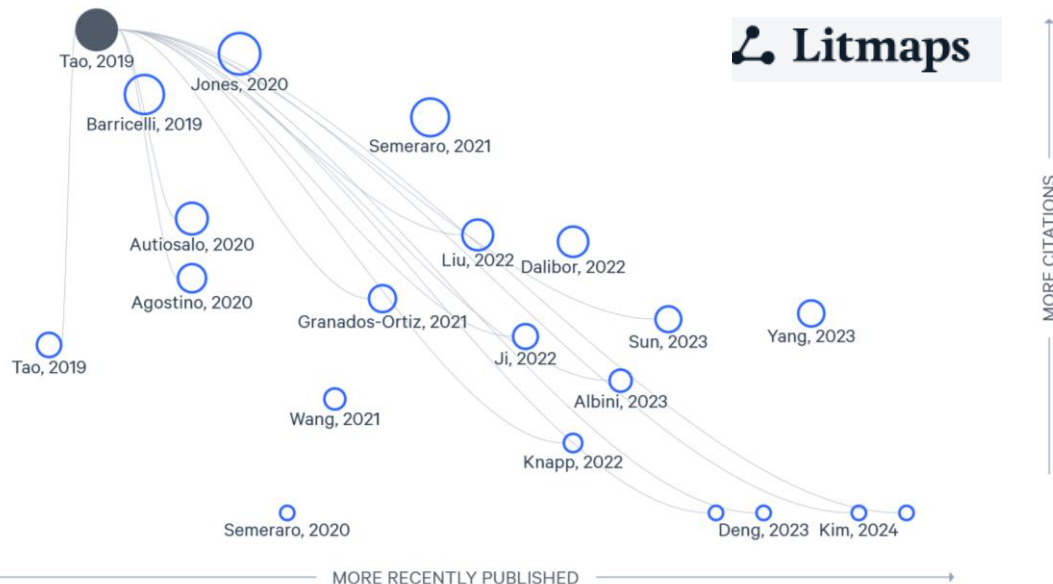 Litmaps
Tao, 2019
Jones, 2020
Barricelli, 2019
Semeraro, 2021
Autiosalo, 2020
Liu, 2022
Dalibor, 2022
Agostino, 2020
Granados-Ortiz, 2021
Sun, 2023
Yang, 2023
Tao, 2019
Ji, 2022
Albini, 2023
Wang, 2021
Knapp, 2022
Semeraro, 2020
Deng, 2023
Kim, 2024
MORE RECENTLY PUBLISHED
MORE CITATIONS